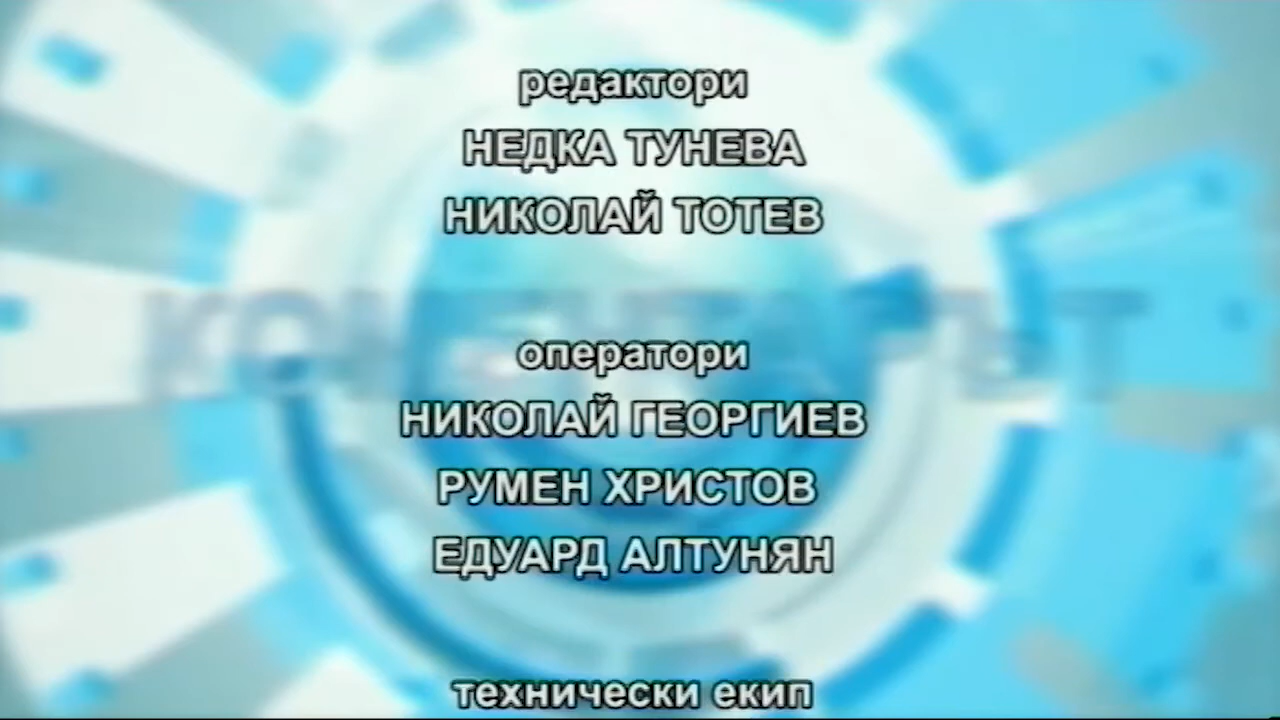 редактори
НЕДКА ТУНЕВА
НИКОЛАЙ ТОТЕВ
оператори
НИКОЛАЙ ГЕОРГИЕВ
РУМЕН ХРИСТОВ
ЕДУАРД АЛТУНЯН
технически екип